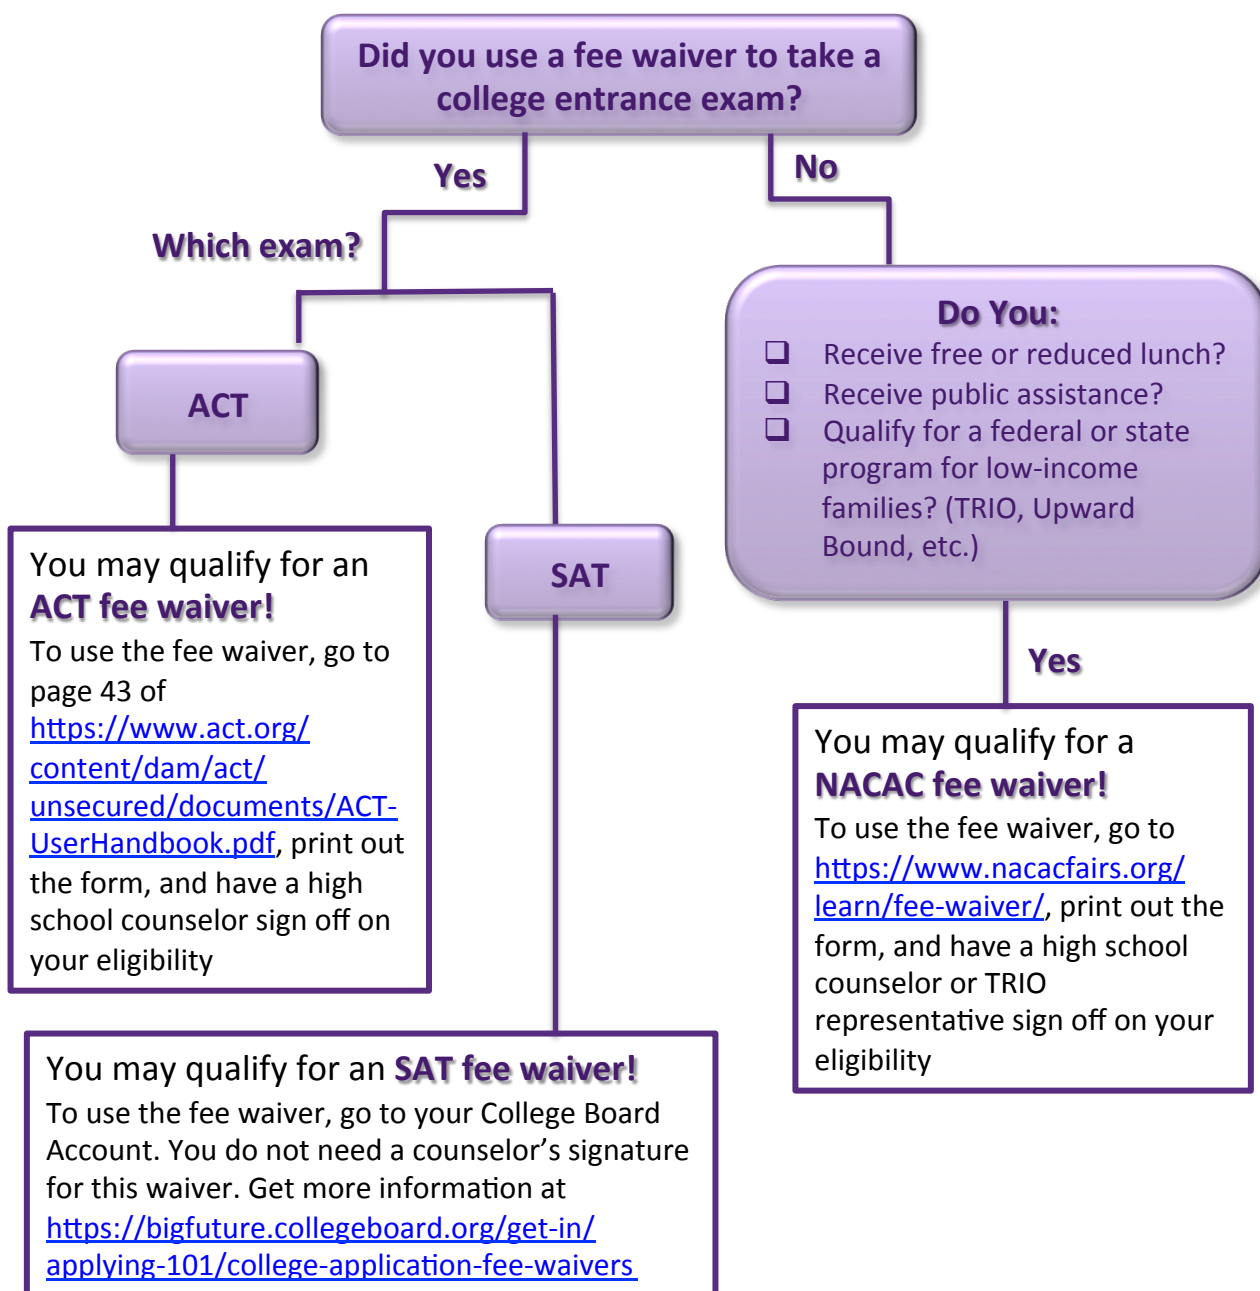 Did you use a fee waiver to take a
college entrance exam?
Yes
No
Which exam?
ACT
SAT
Do You:
❑ Receive free or reduced lunch?
❑ Receive public assistance?
❑ Qualify for a federal or state
program for low-income
families? (TRIO, Upward
Bound, etc.)
You may qualify for an
ACT fee waiver!
To use the fee waiver, go to
page 43 of
https://www.act.org/
content/dam/act/
unsecured/documents/ACT-
UserHandbook.pdf, print out
the form, and have a high
school counselor sign off on
your eligibility
Yes
You may qualify for a
NACAC fee waiver!
To use the fee waiver, go to
https://www.nacacfairs.org/
learn/fee-waiver/, print out the
form, and have a high school
counselor or TRIO
representative sign off on your
eligibility
You may qualify for an SAT fee waiver!
To use the fee waiver, go to your College Board
Account. You do not need a counselor’s signature
for this waiver. Get more information at
https://bigfuture.collegeboard.org/get-in/
applying-101/college-application-fee-waivers